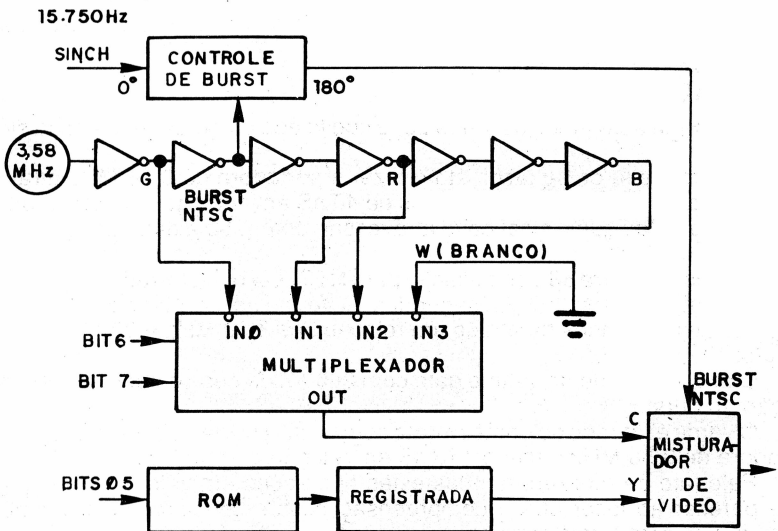 15.750Hz
SINCH
0°
CONTROLE
DE BURST
180°
3,58
MHz
G
BURST
NTSC
R
B
W (BRANCO)
IN0
IN1
IN2
IN3
BIT6
BIT 7
MULTIPLEXADOR
OUT
BURST
NTSC
C
MISTURA-
DOR
DE
VIDEO
Y
BITS Ø5
ROM
REGISTRADA